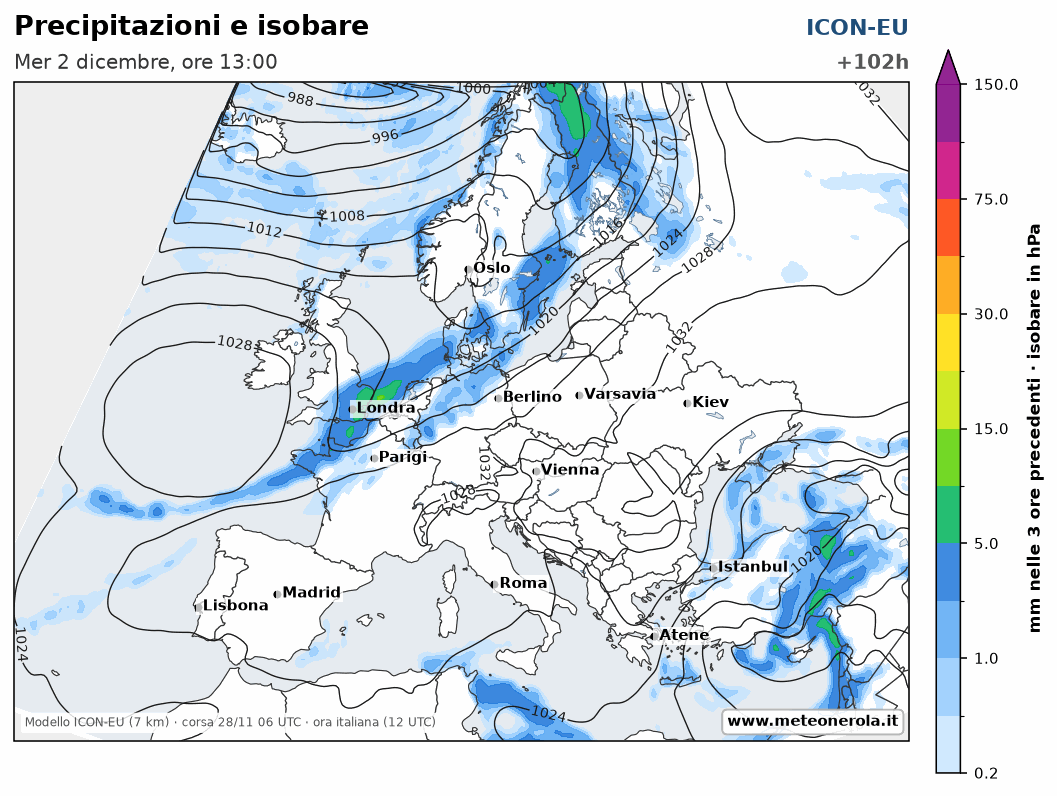 Precipitazioni e isobare
ICON-EU
Mer 2 dicembre, ore 13:00
+102h
988
1000
1032
996
1008
1012
1016
1024
1028
Oslo
1020
1032
1028
Londra
Berlino
Varsavia
Kiev
Parigi
1032
Vienna
1028
1020
Istanbul
Roma
Madrid
Lisbona
Atene
1024
1024
Modello ICON-EU (7 km) · corsa 28/11 06 UTC · ora italiana (12 UTC)
www.meteonerola.it
150.0
75.0
30.0
15.0
5.0
1.0
0.2
mm nelle 3 ore precedenti · isobare in hPa